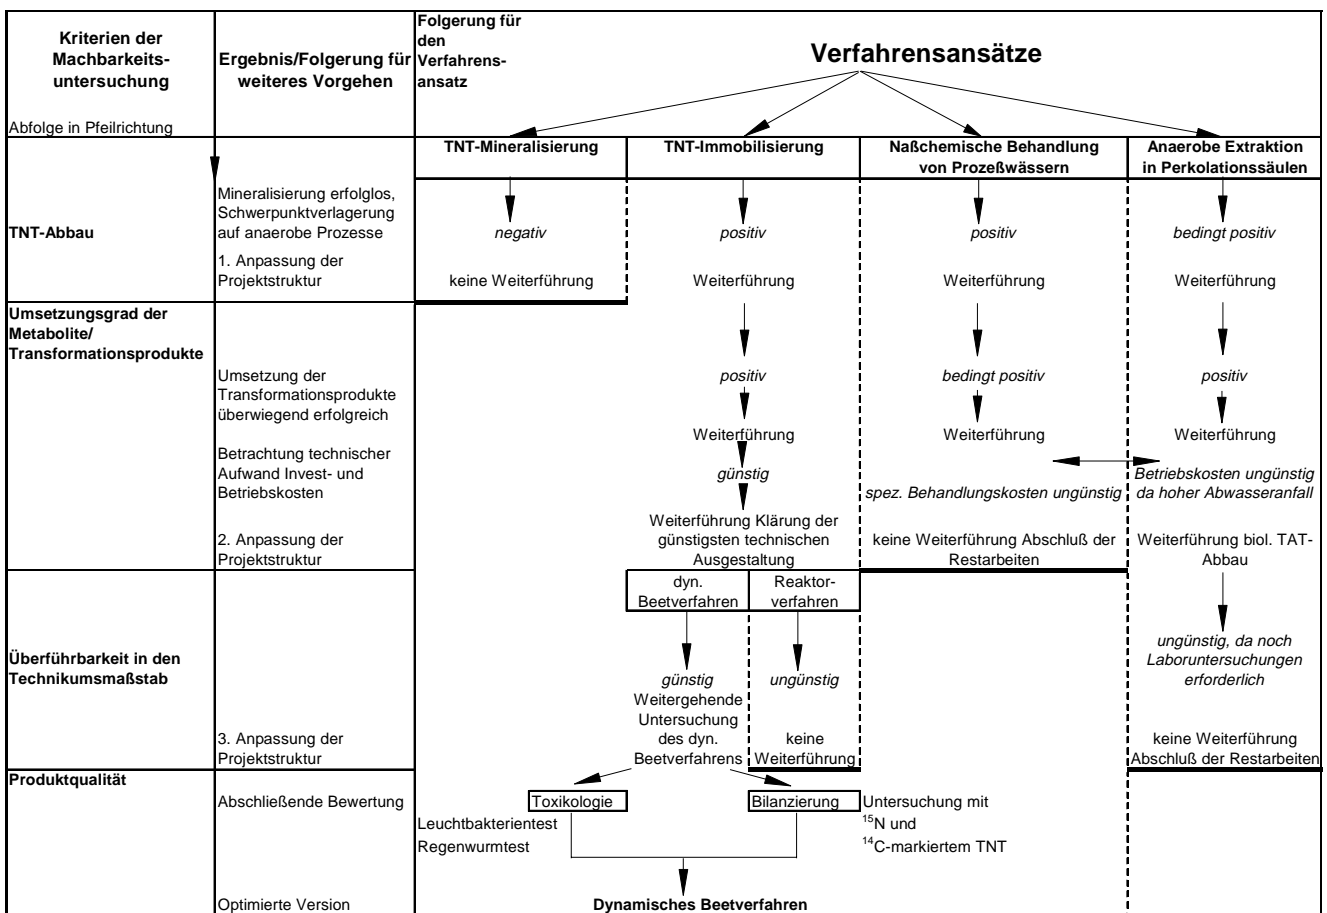 Kriterien der
Machbarkeits-
untersuchung
Abfolge in Pfeilrichtung
Ergebnis/Folgerung für
weiteres Vorgehen
Folgerung für
den
Verfahrens-
ansatz
Verfahrensansätze
TNT-Mineralisierung
TNT-Immobilisierung
Naßchemische Behandlung
von Prozeßwässern
Anaerobe Extraktion
in Perkolationssäulen
TNT-Abbau
Mineralisierung erfolglos,
Schwerpunktverlagerung
auf anaerobe Prozesse
1. Anpassung der
Projektstruktur
negativ
keine Weiterführung
positiv
Weiterführung
positiv
Weiterführung
bedingt positiv
Weiterführung
Umsetzungsgrad der
Metabolite/
Transformationsprodukte
Umsetzung der
Transformationsprodukte
überwiegend erfolgreich
Betrachtung technischer
Aufwand Invest- und
Betriebskosten
2. Anpassung der
Projektstruktur
positiv
Weiterführung
günstig
Weiterführung Klärung der
günstigsten technischen
Ausgestaltung
bedingt positiv
Weiterführung
spez. Behandlungskosten ungünstig
keine Weiterführung Abschluß der
Restarbeiten
positiv
Weiterführung
Betriebskosten ungünstig
da hoher Abwasseranfall
Weiterführung biol. TAT-
Abbau
dyn.
Beetverfahren
Reaktor-
verfahren
Überführbarkeit in den
Technikumsmaßstab
3. Anpassung der
Projektstruktur
günstig
Weitergehende
Untersuchung
des dyn.
Beetverfahrens
ungünstig
keine
Weiterführung
ungünstig, da noch
Laboruntersuchungen
erforderlich
keine Weiterführung
Abschluß der Restarbeiten
Produktqualität
Abschließende Bewertung
Toxikologie
Leuchtbakterientest
Regenwurmtest
Bilanzierung
Untersuchung mit
¹⁵N und
¹⁴C-markiertem TNT
Optimierte Version
Dynamisches Beetverfahren